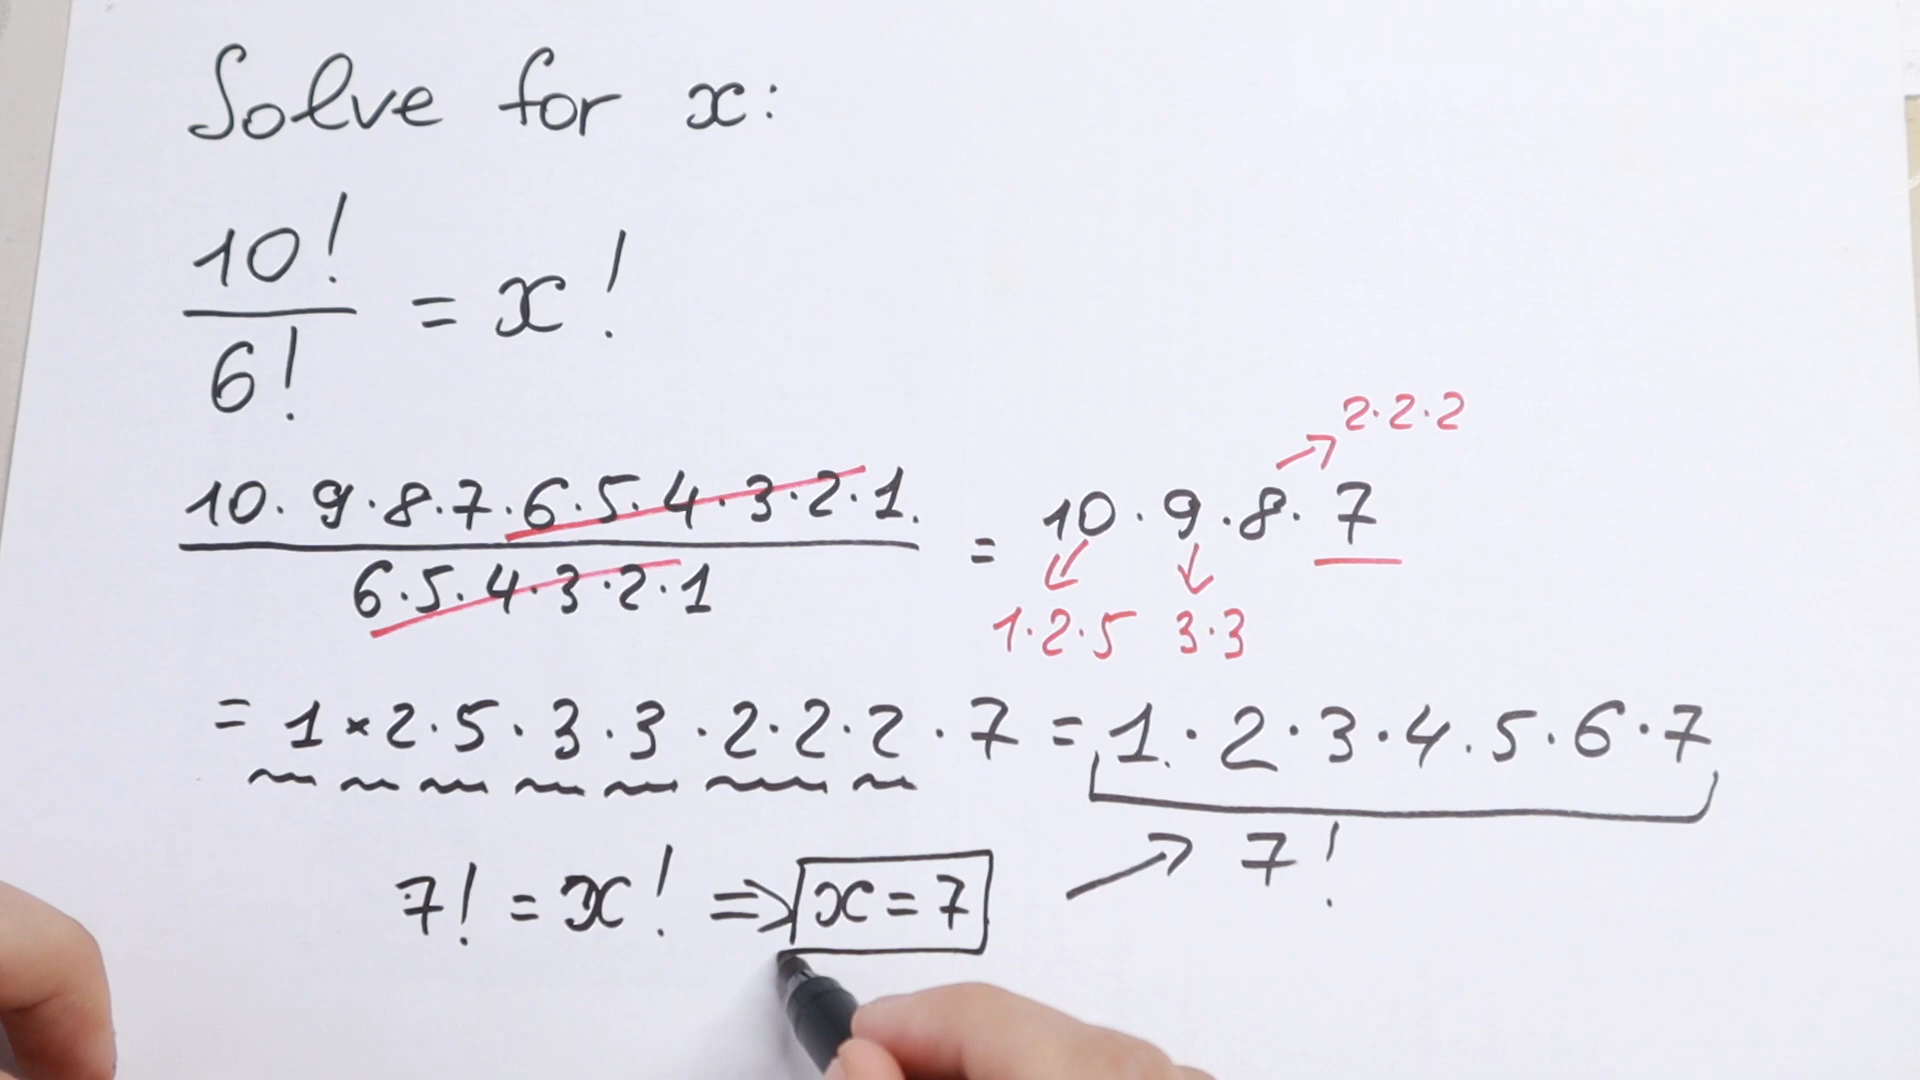 Solve for x:
10!
6!
= x!
2·2·2
10·9·8·7·6·5·4·3·2·1.
6·5·4·3·2·1
= 10·9·8·7
1·2·5 3·3
= 1×2·5·3·3·2·2·2·7 = 1·2·3·4·5·6·7
7! = x! => x = 7
→ 7!